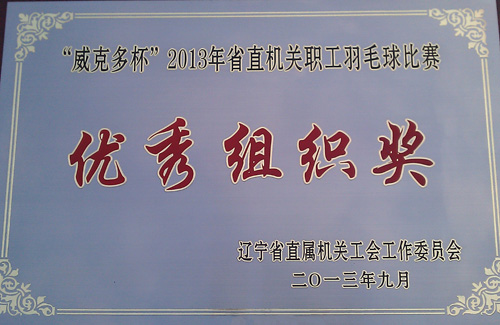 “威克多杯”2013年省直机关职工羽毛球比赛
优秀组织奖
辽宁省直属机关工会工作委员会
二〇一三年九月